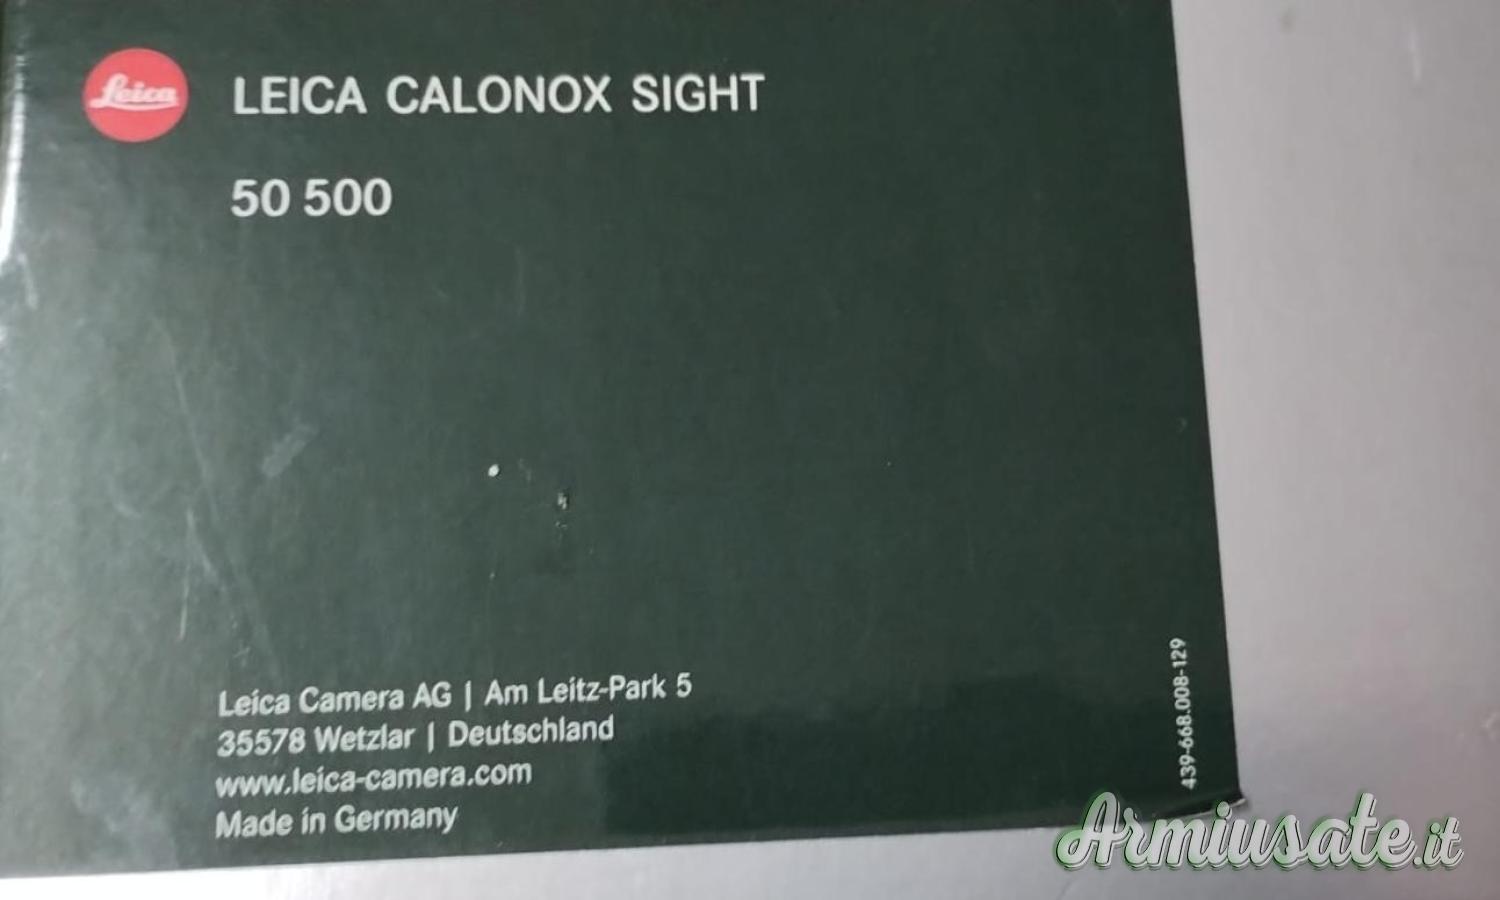 Leica
LEICA CALONOX SIGHT
50 500
Leica Camera AG | Am Leitz-Park 5
35578 Wetzlar | Deutschland
www.leica-camera.com
Made in Germany
439-668.008-129
Armiusate.it